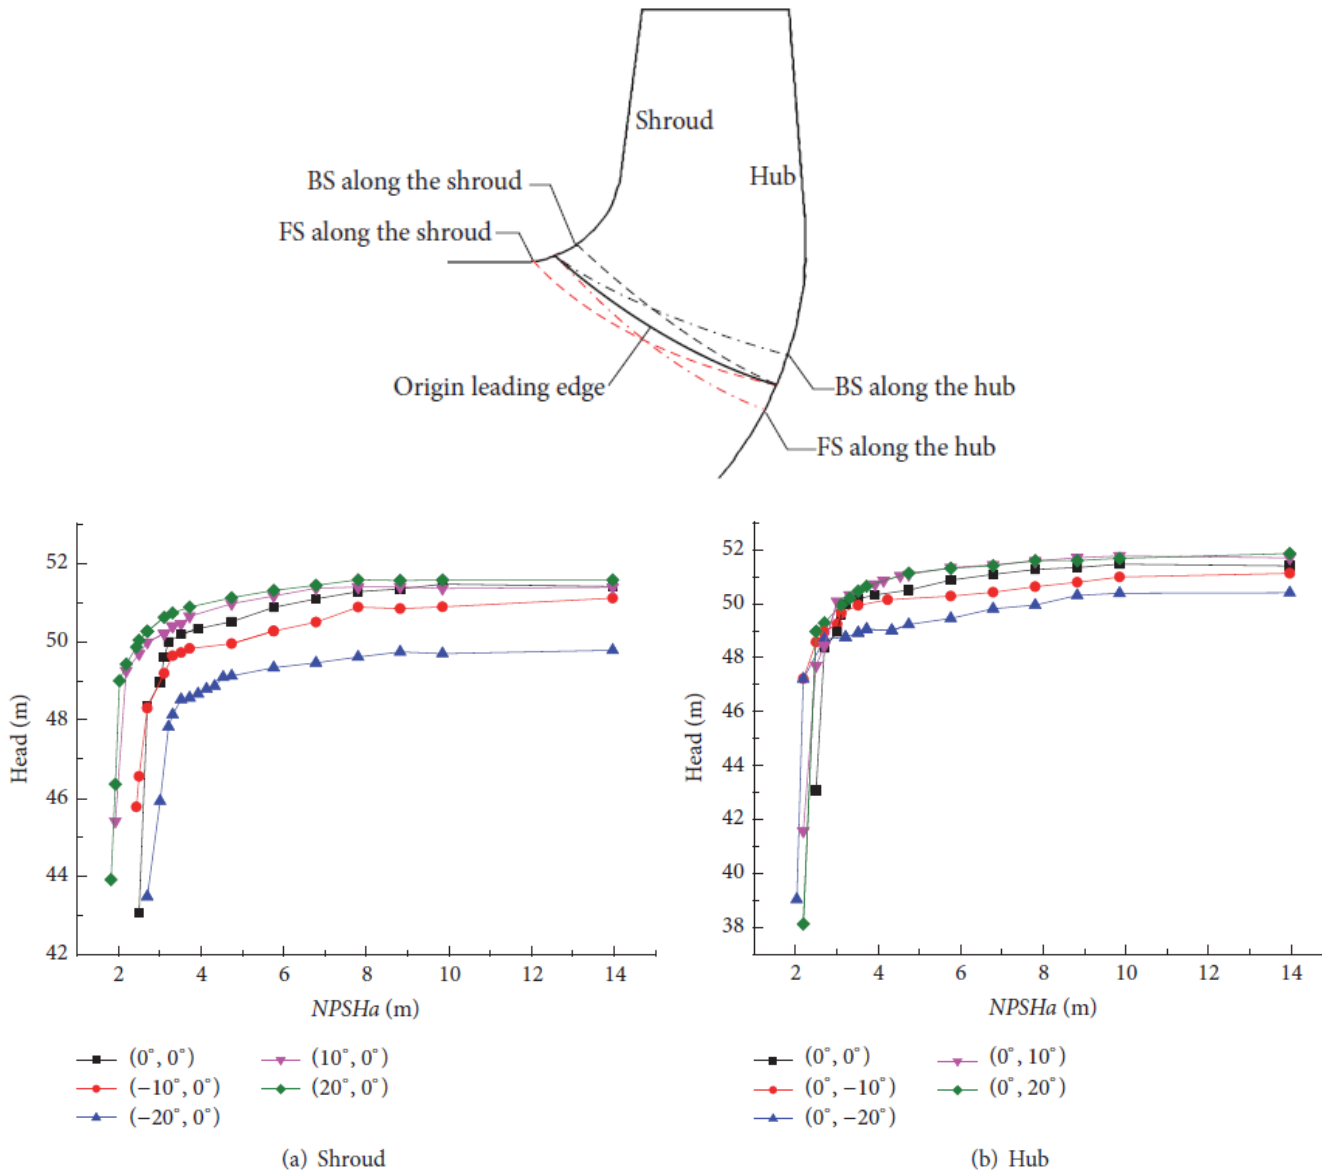 Shroud
Hub
BS along the shroud
FS along the shroud
Origin leading edge
BS along the hub
FS along the hub
52
50
48
46
44
42
Head (m)
2 4 6 8 10 12 14
NPSHa (m)
(0°, 0°)
(10°, 0°)
(−10°, 0°)
(20°, 0°)
(−20°, 0°)
(a) Shroud
52
50
48
46
44
42
40
38
Head (m)
2 4 6 8 10 12 14
NPSHa (m)
(0°, 0°)
(0°, 10°)
(0°, −10°)
(0°, 20°)
(0°, −20°)
(b) Hub